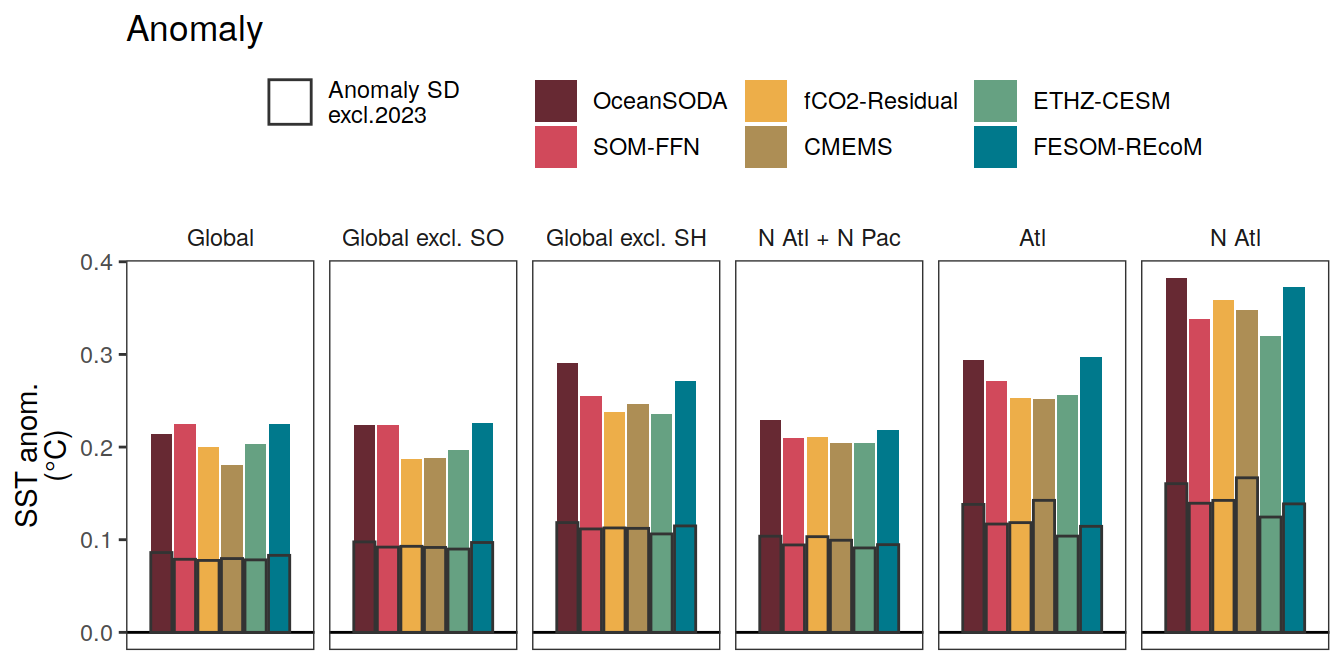 Anomaly
Anomaly SD
excl.2023
OceanSODA
SOM-FFN
fCO2-Residual
CMEMS
ETHZ-CESM
FESOM-REcoM
Global
Global excl. SO
Global excl. SH
N Atl + N Pac
Atl
N Atl
SST anom.
(°C)
0.4
0.3
0.2
0.1
0.0